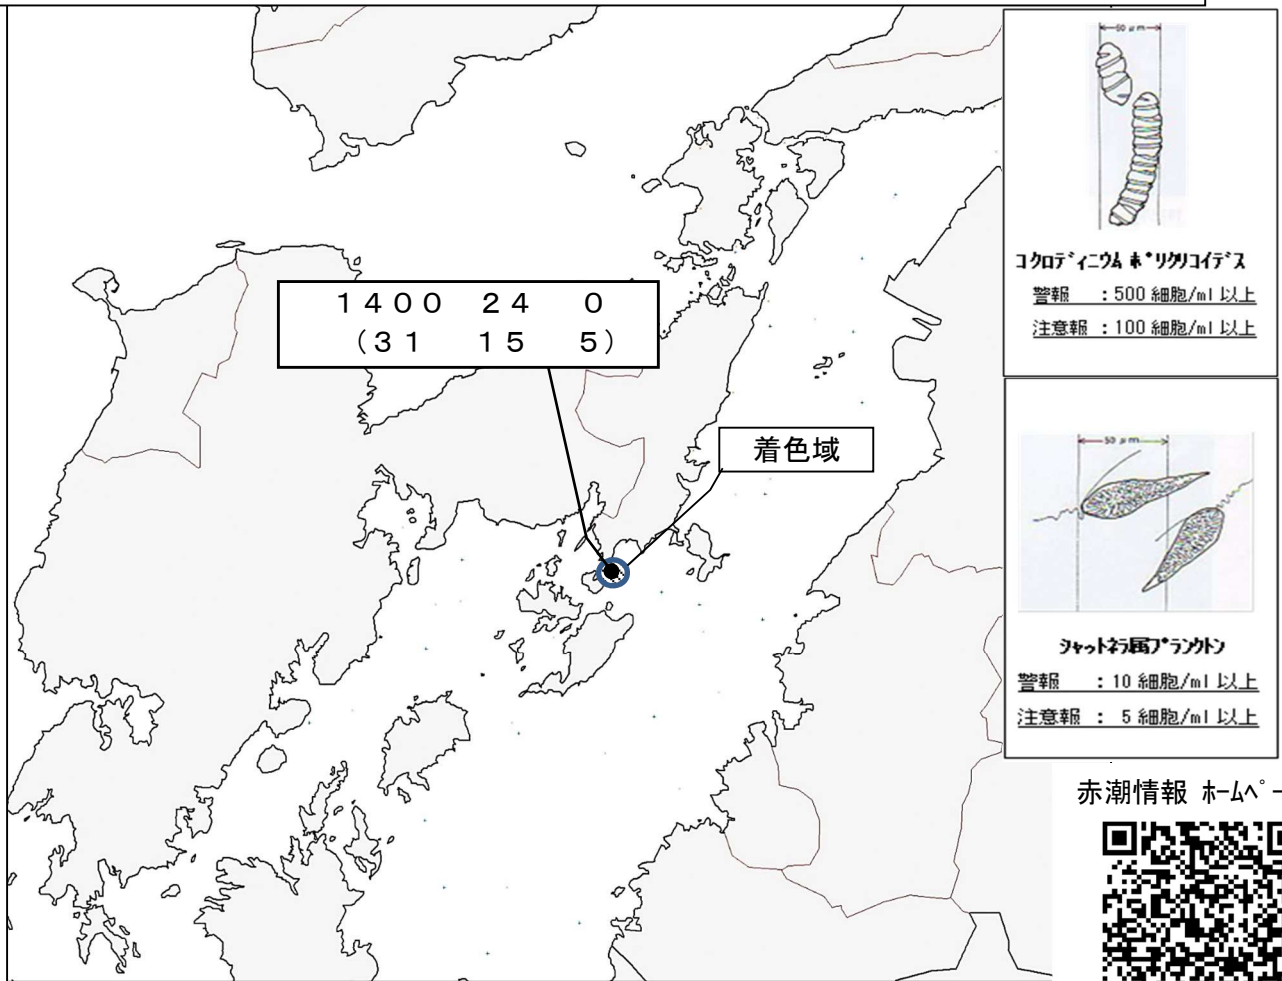 １４００　２４　０
（３１　１５　５）
着色域
50 μm
コクロディニウム ポリクリコイデス
警報　：500 細胞/ml 以上
注意報：100 細胞/ml 以上
50 μm
シャットネラ属プランクトン
警報　：10 細胞/ml 以上
注意報：5 細胞/ml 以上
赤潮情報 ﾎｰﾑﾍﾟｰ